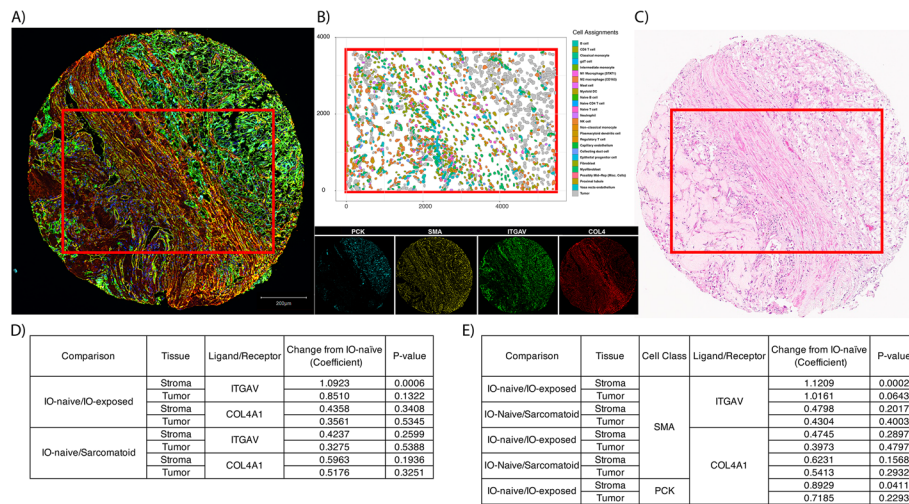 A)
B)
C)
4000
2000
0
0
2000
4000
Cell Assignments
B cell
CD8 T cell
Classical monocyte
gdT cell
Intermediate monocyte
M2 macrophage (CD163)
Mast cell
Myeloid DC
Naive B cell
Naive CD4 T cell
Naive T cell
Neutrophil
NK cell
Non-classical monocyte
Plasmacytoid dendritic cell
Regulatory T cell
Capillary endothelium
Collecting duct cell
Epithelial progenitor cell
Fibroblast
Myofibroblast
Proximal tubule
Vasa recta endothelium
Tumor
200μm
PCK SMA ITGAV COL4
D)
Comparison Tissue Ligand/Receptor Change from IO-naïve (Coefficient) P-value
IO-naive/IO-exposed Stroma ITGAV 1.0923 0.0006
Tumor 0.8510 0.1322
Stroma COL4A1 0.4358 0.3408
Tumor 0.3561 0.5345
IO-naive/Sarcomatoid Stroma ITGAV 0.4237 0.2599
Tumor 0.3275 0.5388
Stroma COL4A1 0.5963 0.1936
Tumor 0.5176 0.3251
E)
Comparison Tissue Cell Class Ligand/Receptor Change from IO-naïve (Coefficient) P-value
IO-naive/IO-exposed Stroma SMA ITGAV 1.1209 0.0002
Tumor 1.0161 0.0643
IO-Naive/Sarcomatoid Stroma 0.4798 0.2017
Tumor 0.4304 0.4003
IO-naive/IO-exposed Stroma COL4A1 0.4745 0.2897
Tumor 0.3973 0.4797
IO-Naive/Sarcomatoid Stroma 0.6231 0.1568
Tumor 0.5413 0.2932
IO-naive/IO-exposed Stroma PCK 0.8929 0.0411
Tumor 0.7185 0.2293